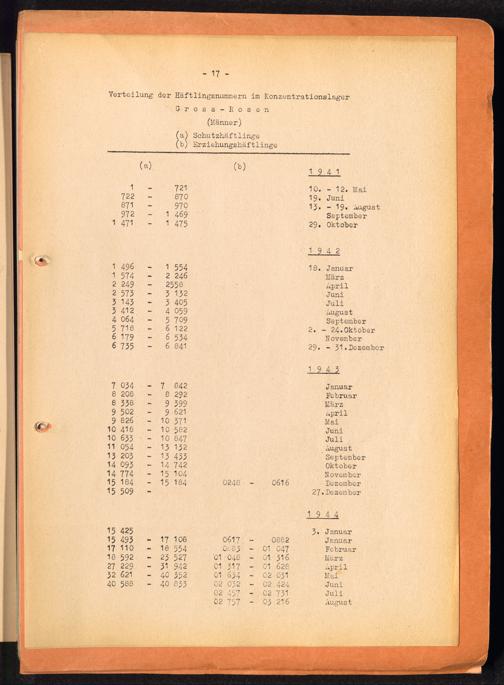 - 17 -
Verteilung der Häftlingsnummern im Konzentrationslager
G r o s s - R o s e n
(Männer)
(a) Schutzhäftlinge
(b) Erziehungshäftlinge
(a) (b)
1 9 4 1
1 - 721 10. - 12. Mai
722 - 870 19. Juni
871 - 970 13. - 19. August
972 - 1 469 September
1 471 - 1 475 29. Oktober
1 9 4 2
1 496 - 1 554 18. Januar
1 574 - 2 246 März
2 249 - 2558 April
2 573 - 3 132 Juni
3 143 - 3 405 Juli
3 412 - 4 059 August
4 064 - 5 709 September
5 718 - 6 122 2. - 24.Oktober
6 179 - 6 534 November
6 735 - 6 841 29. - 31.Dezember
1 9 4 3
7 034 - 7 842 Januar
8 208 - 8 292 Februar
8 338 - 9 399 März
9 502 - 9 621 April
9 826 - 10 371 Mai
10 418 - 10 582 Juni
10 633 - 10 847 Juli
11 054 - 13 132 August
13 203 - 13 433 September
14 093 - 14 742 Oktober
14 774 - 15 104 November
15 184 - 15 184 0248 - 0616 Dezember
15 509 - 27.Dezember
1 9 4 4
15 425 3. Januar
15 493 - 17 108 0617 - 0882 Januar
17 110 - 18 554 0883 - 01 047 Februar
18 592 - 23 527 01 048 - 01 316 März
27 229 - 31 942 01 317 - 01 628 April
32 621 - 40 352 01 634 - 02 031 Mai
40 588 - 40 833 02 032 - 02 424 Juni
02 457 - 02 731 Juli
02 757 - 03 216 August